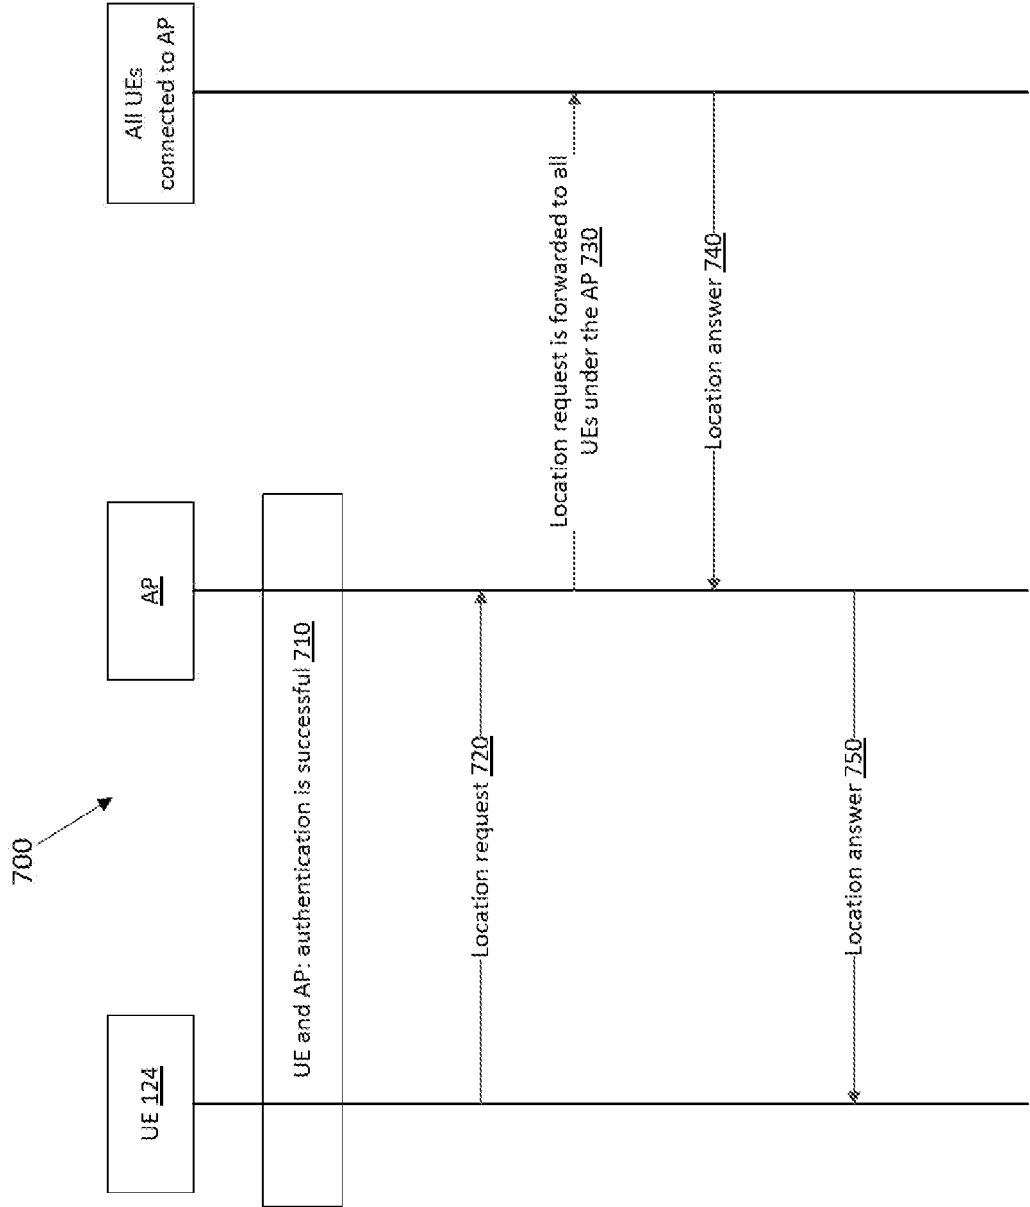 700
UE 124
AP
All UEs
connected to AP
UE and AP: authentication is successful 710
Location request 720
Location request is forwarded to all
UEs under the AP 730
Location answer 740
Location answer 750